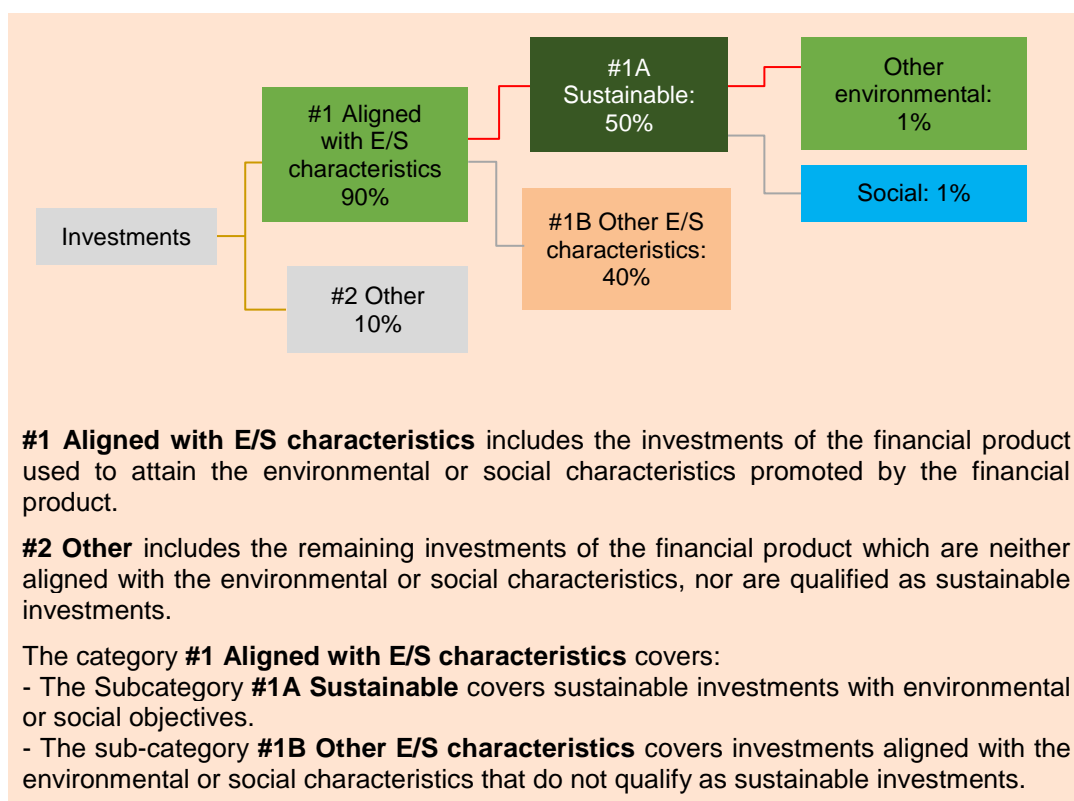 Investments
#1 Aligned
with E/S
characteristics
90%
#2 Other
10%
#1A
Sustainable:
50%
#1B Other E/S
characteristics:
40%
Other
environmental:
1%
Social: 1%
#1 Aligned with E/S characteristics includes the investments of the financial product
used to attain the environmental or social characteristics promoted by the financial
product.
#2 Other includes the remaining investments of the financial product which are neither
aligned with the environmental or social characteristics, nor are qualified as sustainable
investments.
The category #1 Aligned with E/S characteristics covers:
- The Subcategory #1A Sustainable covers sustainable investments with environmental
or social objectives.
- The sub-category #1B Other E/S characteristics covers investments aligned with the
environmental or social characteristics that do not qualify as sustainable investments.